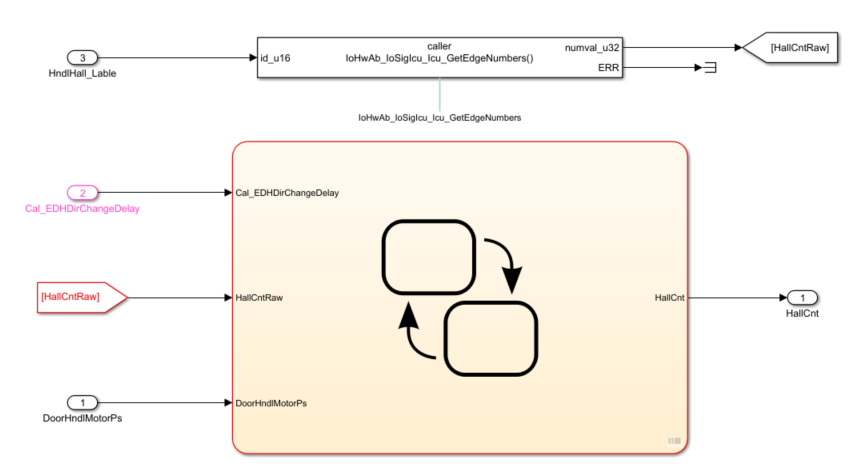 caller
3
id_u16
IoHwAb_IoSigIcu_Icu_GetEdgeNumbers()
numval_u32
ERR
[HallCntRaw]
HndlHall_Lable
IoHwAb_IoSigIcu_Icu_GetEdgeNumbers
2
Cal_EDHDirChangeDelay
Cal_EDHDirChangeDelay
[HallCntRaw]
HallCntRaw
HallCnt
1
HallCnt
1
DoorHndlMotorPs
DoorHndlMotorPs